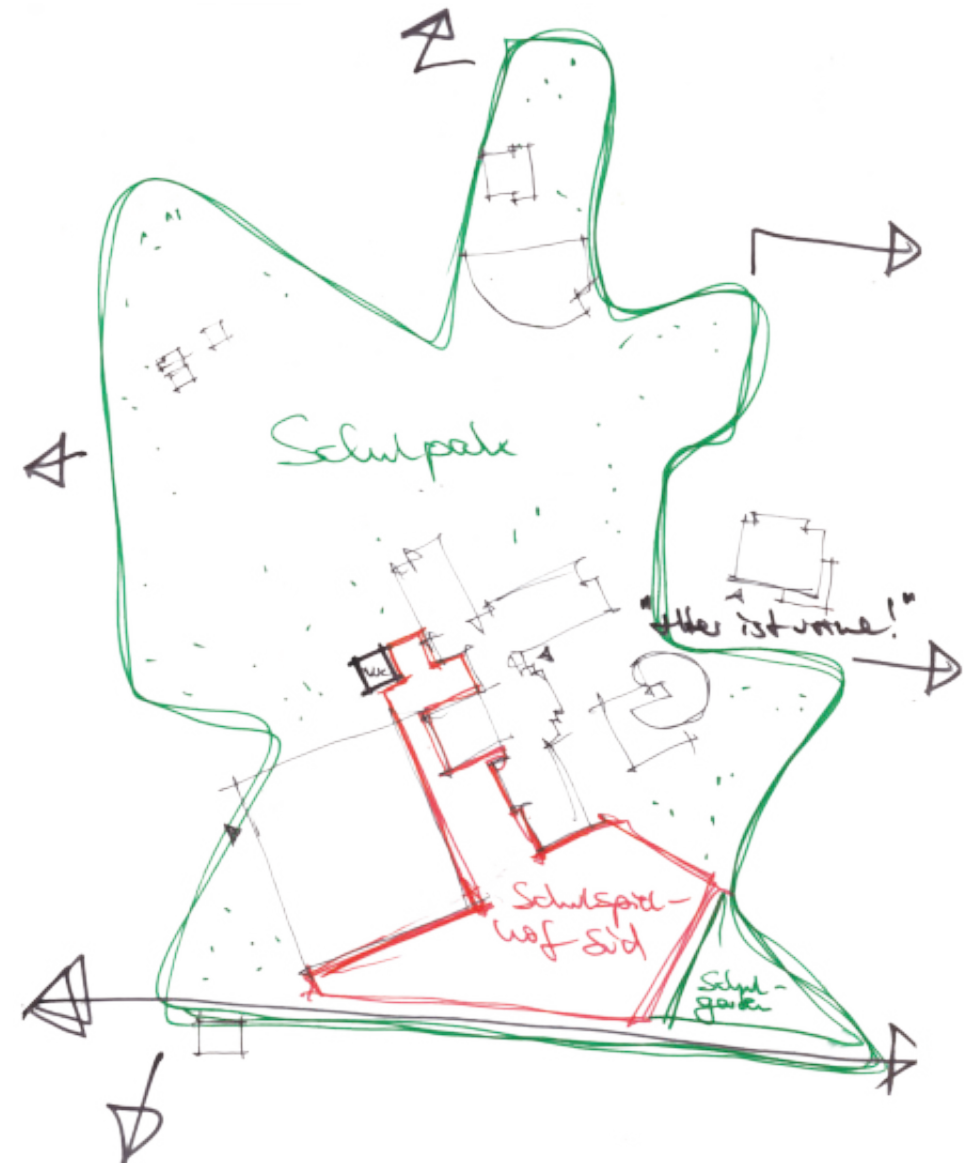 Schulpark
"Hier ist vorne!"
WC
Schulspiel-
hof Süd
Schul-
garten